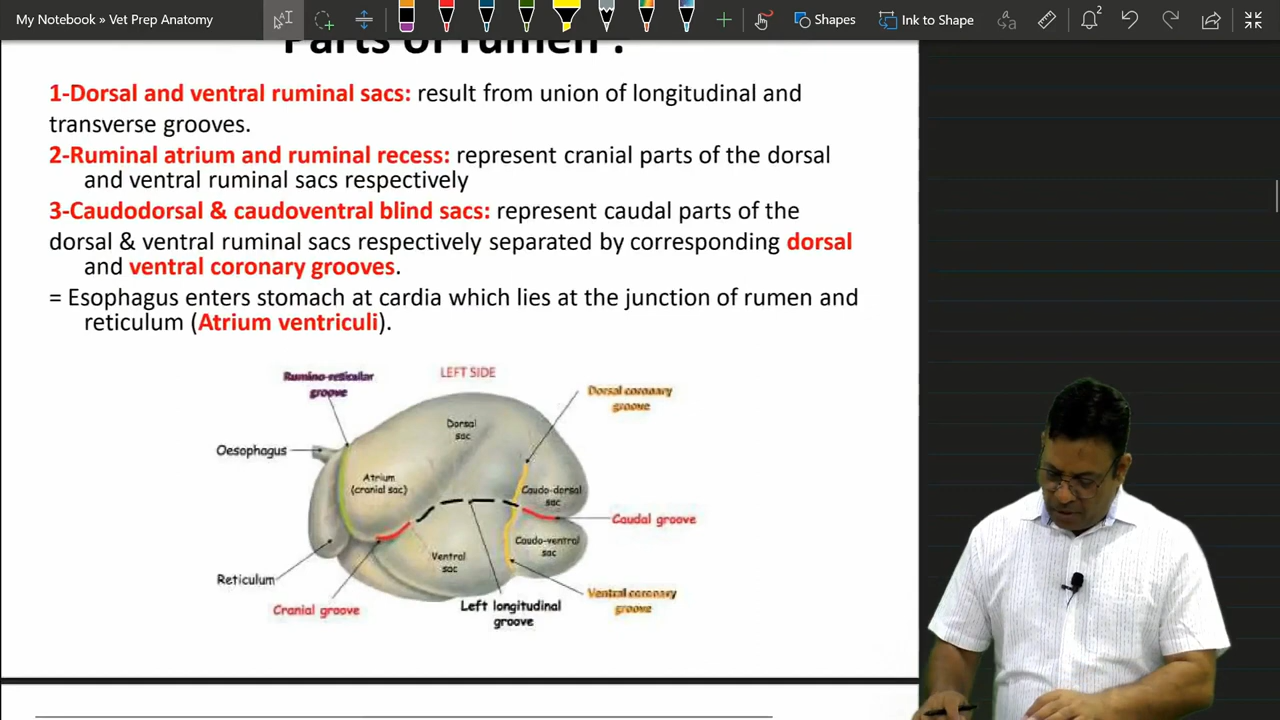 My Notebook » Vet Prep Anatomy
Shapes
Ink to Shape
2
Parts of rumen :
1-Dorsal and ventral ruminal sacs: result from union of longitudinal and
transverse grooves.
2-Ruminal atrium and ruminal recess: represent cranial parts of the dorsal
and ventral ruminal sacs respectively
3-Caudodorsal & caudoventral blind sacs: represent caudal parts of the
dorsal & ventral ruminal sacs respectively separated by corresponding dorsal
and ventral coronary grooves.
= Esophagus enters stomach at cardia which lies at the junction of rumen and
reticulum (Atrium ventriculi).
LEFT SIDE
Rumino-reticular
groove
Dorsal coronary
groove
Dorsal
sac
Oesophagus
Atrium
(cranial sac)
Caudo-dorsal
sac
Caudal groove
Caudo-ventral
sac
Ventral
sac
Reticulum
Cranial groove
Left longitudinal
groove
Ventral coronary
groove